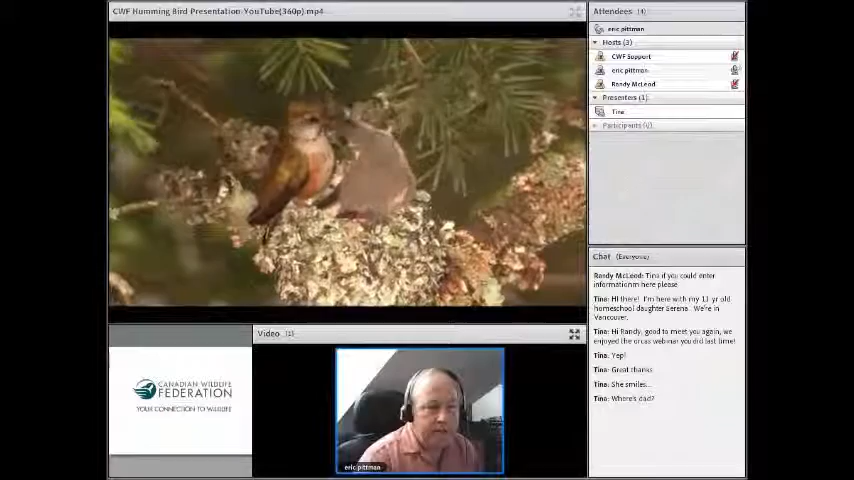 CWF Humming Bird Presentation YouTube(360p).mp4
Attendees (4)
eric pittman
Hosts (3)
CWF Support
eric pittman
Randy McLeod
Presenters (1)
Tina
Participants (0)
Chat (Everyone)
Randy McLeod: Tina if you could enter
informationm here please
Tina: HI there! I'm here with my 11 yr old
homeschool daughter Serena. We're in
Vancouver.
Tina: Hi Randy, good to meet you again, we
enjoyed the orcas webinar you did last time!
Tina: Yep!
Tina: Great thanks
Tina: She smiles...
Tina: Where's dad?
Video (1)
CANADIAN WILDLIFE
FEDERATION
YOUR CONNECTION TO WILDLIFE
eric pittman